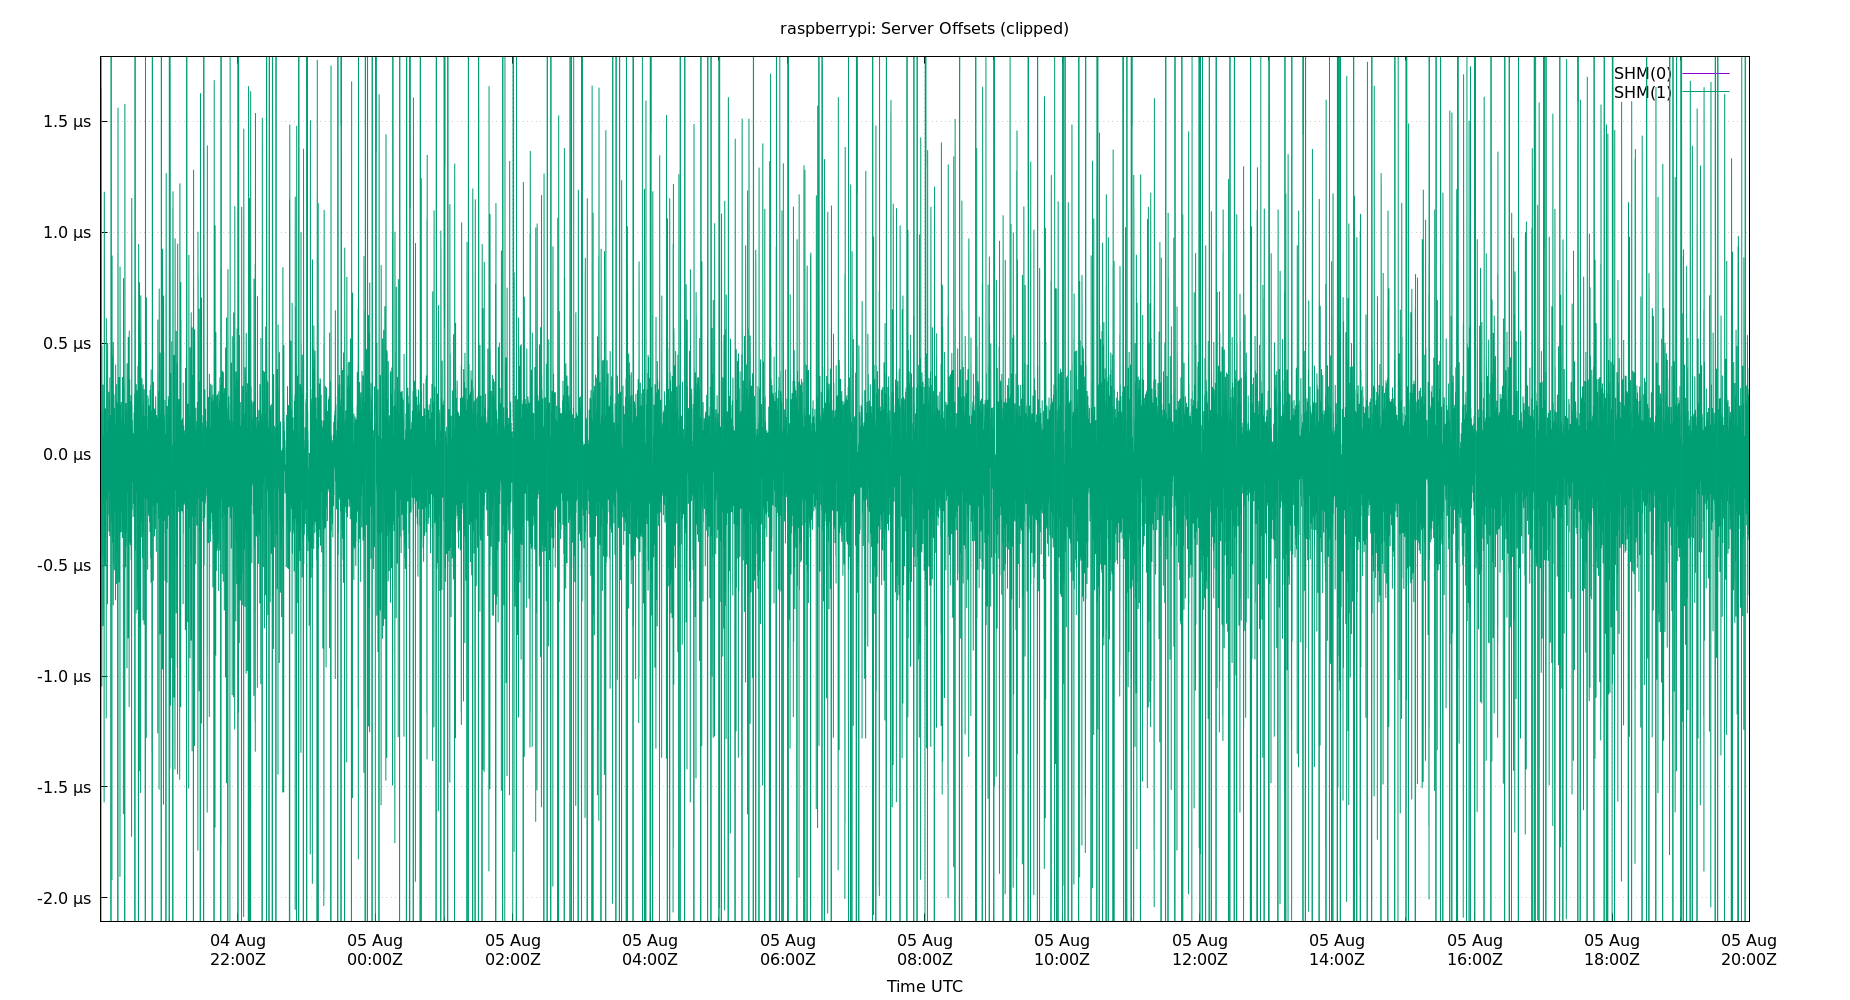 raspberrypi: Server Offsets (clipped)
SHM(0)
SHM(1)
1.5 µs
1.0 µs
0.5 µs
0.0 µs
-0.5 µs
-1.0 µs
-1.5 µs
-2.0 µs
04 Aug 05 Aug 05 Aug 05 Aug 05 Aug 05 Aug 05 Aug 05 Aug 05 Aug 05 Aug 05 Aug 05 Aug
22:00Z 00:00Z 02:00Z 04:00Z 06:00Z 08:00Z 10:00Z 12:00Z 14:00Z 16:00Z 18:00Z 20:00Z
Time UTC